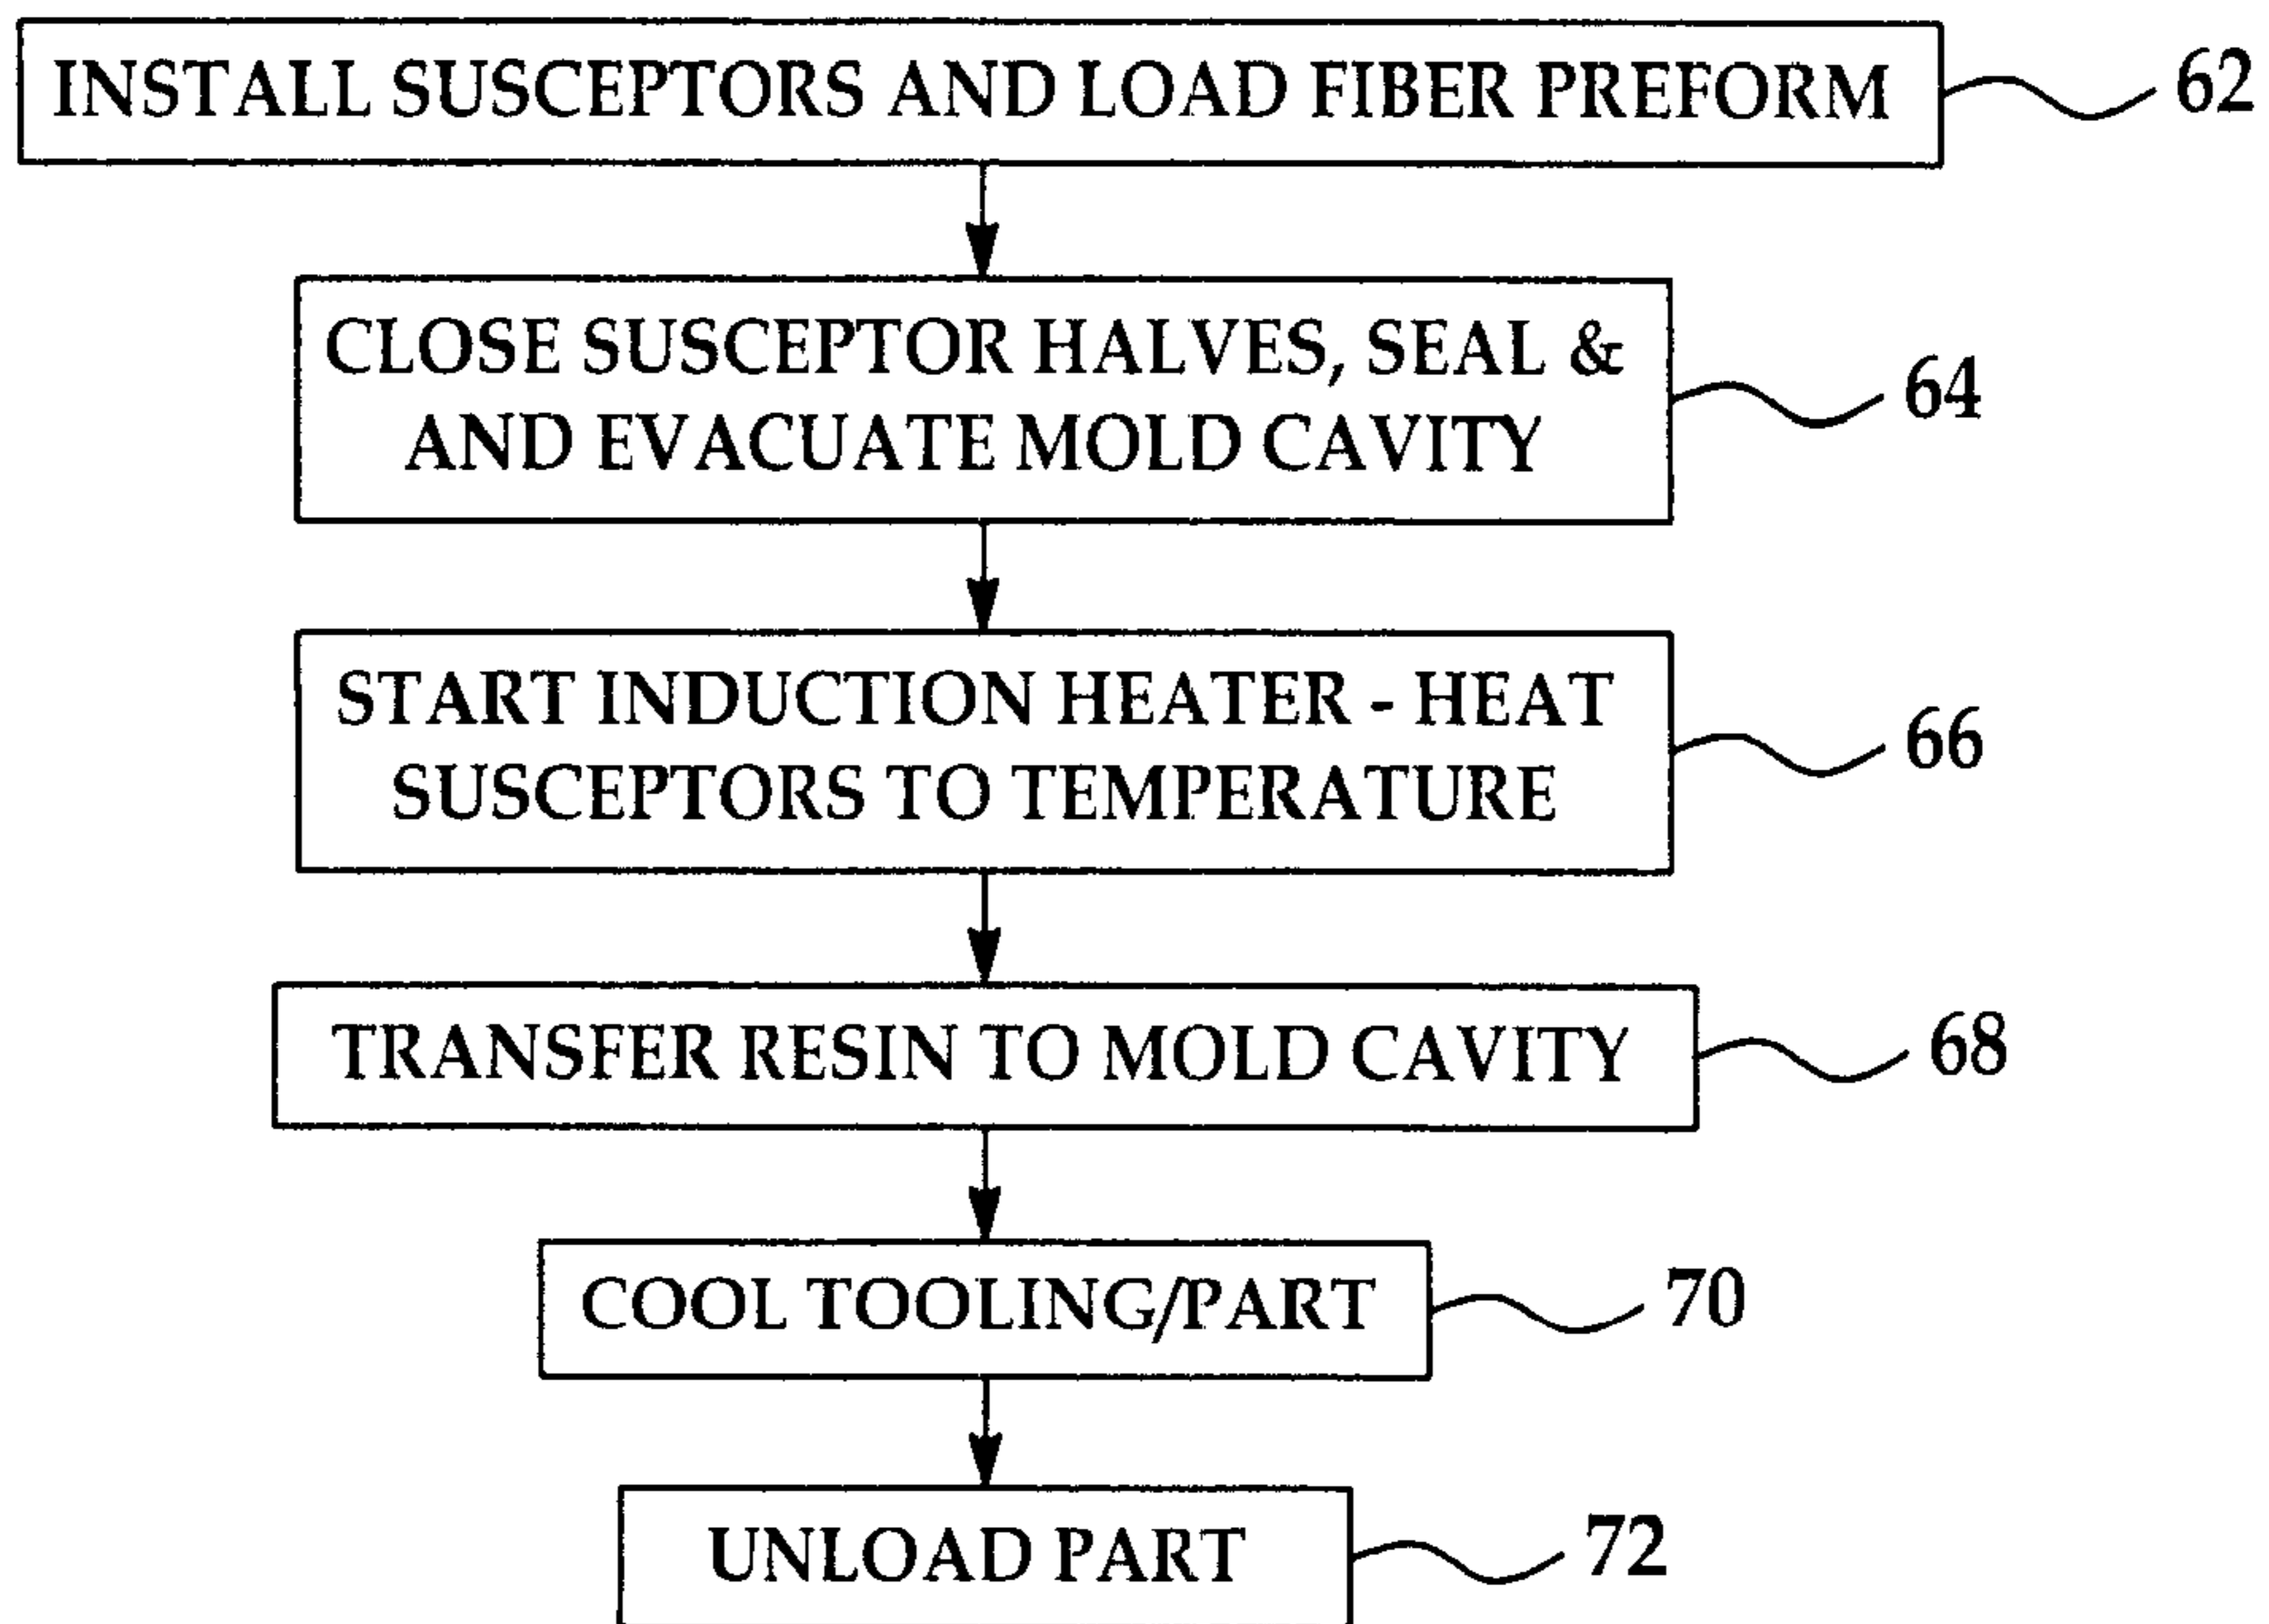 INSTALL SUSCEPTORS AND LOAD FIBER PREFORM
62
CLOSE SUSCEPTOR HALVES, SEAL &
AND EVACUATE MOLD CAVITY
64
START INDUCTION HEATER - HEAT
SUSCEPTORS TO TEMPERATURE
66
TRANSFER RESIN TO MOLD CAVITY
68
COOL TOOLING/PART
70
UNLOAD PART
72